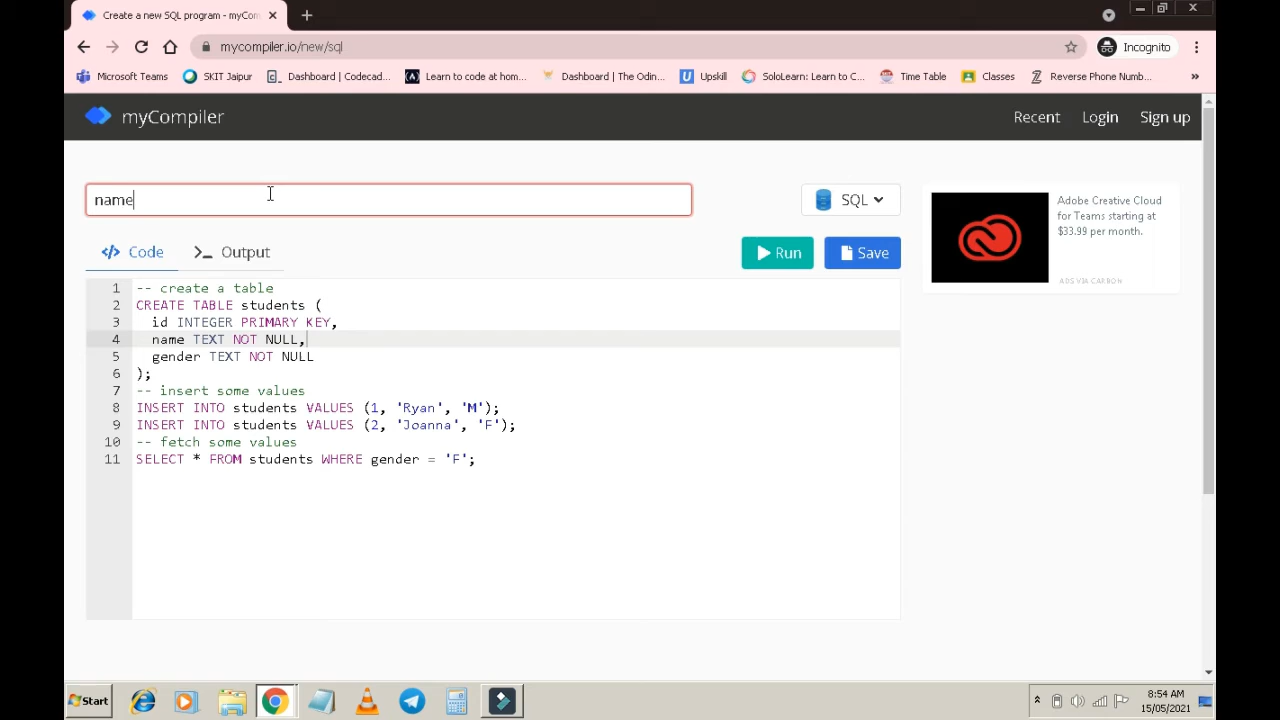 Create a new SQL program - myCom
mycompiler.io/new/sql
Incognito
Microsoft Teams
SKIT Jaipur
Dashboard | Codecad...
Learn to code at hom...
Dashboard | The Odin...
Upskill
SoloLearn: Learn to C...
Time Table
Classes
Reverse Phone Numb...
»
myCompiler
Recent
Login
Sign up
name
SQL
Adobe Creative Cloud
for Teams starting at
$33.99 per month.
ADS VIA CARBON
</> Code
>_ Output
Run
Save
1 -- create a table
2 CREATE TABLE students (
3 id INTEGER PRIMARY KEY,
4 name TEXT NOT NULL,
5 gender TEXT NOT NULL
6 );
7 -- insert some values
8 INSERT INTO students VALUES (1, 'Ryan', 'M');
9 INSERT INTO students VALUES (2, 'Joanna', 'F');
10 -- fetch some values
11 SELECT * FROM students WHERE gender = 'F';
Start
8:54 AM
15/05/2021